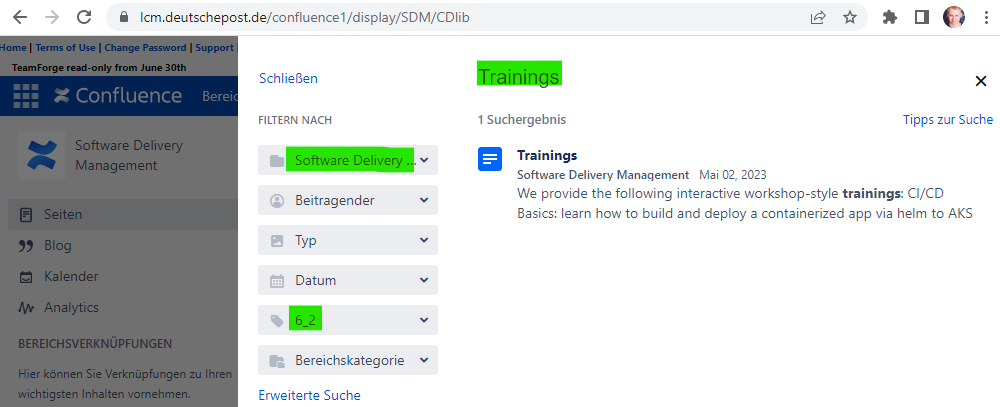 lcm.deutschepost.de/confluence1/display/SDM/CDlib
Home | Terms of Use | Change Password | Support |
TeamForge read-only from June 30th
Confluence Berei
Software Delivery
Management
Seiten
Blog
Kalender
Analytics
BEREICHSVERKNÜPFUNGEN
Hier können Sie Verknüpfungen zu Ihren
wichtigsten Inhalten vornehmen.
Schließen
FILTERN NACH
Software Delivery ...
Beitragender
Typ
Datum
6_2
Bereichskategorie
Erweiterte Suche
Trainings
1 Suchergebnis Tipps zur Suche
Trainings
Software Delivery Management Mai 02, 2023
We provide the following interactive workshop-style trainings: CI/CD
Basics: learn how to build and deploy a containerized app via helm to AKS